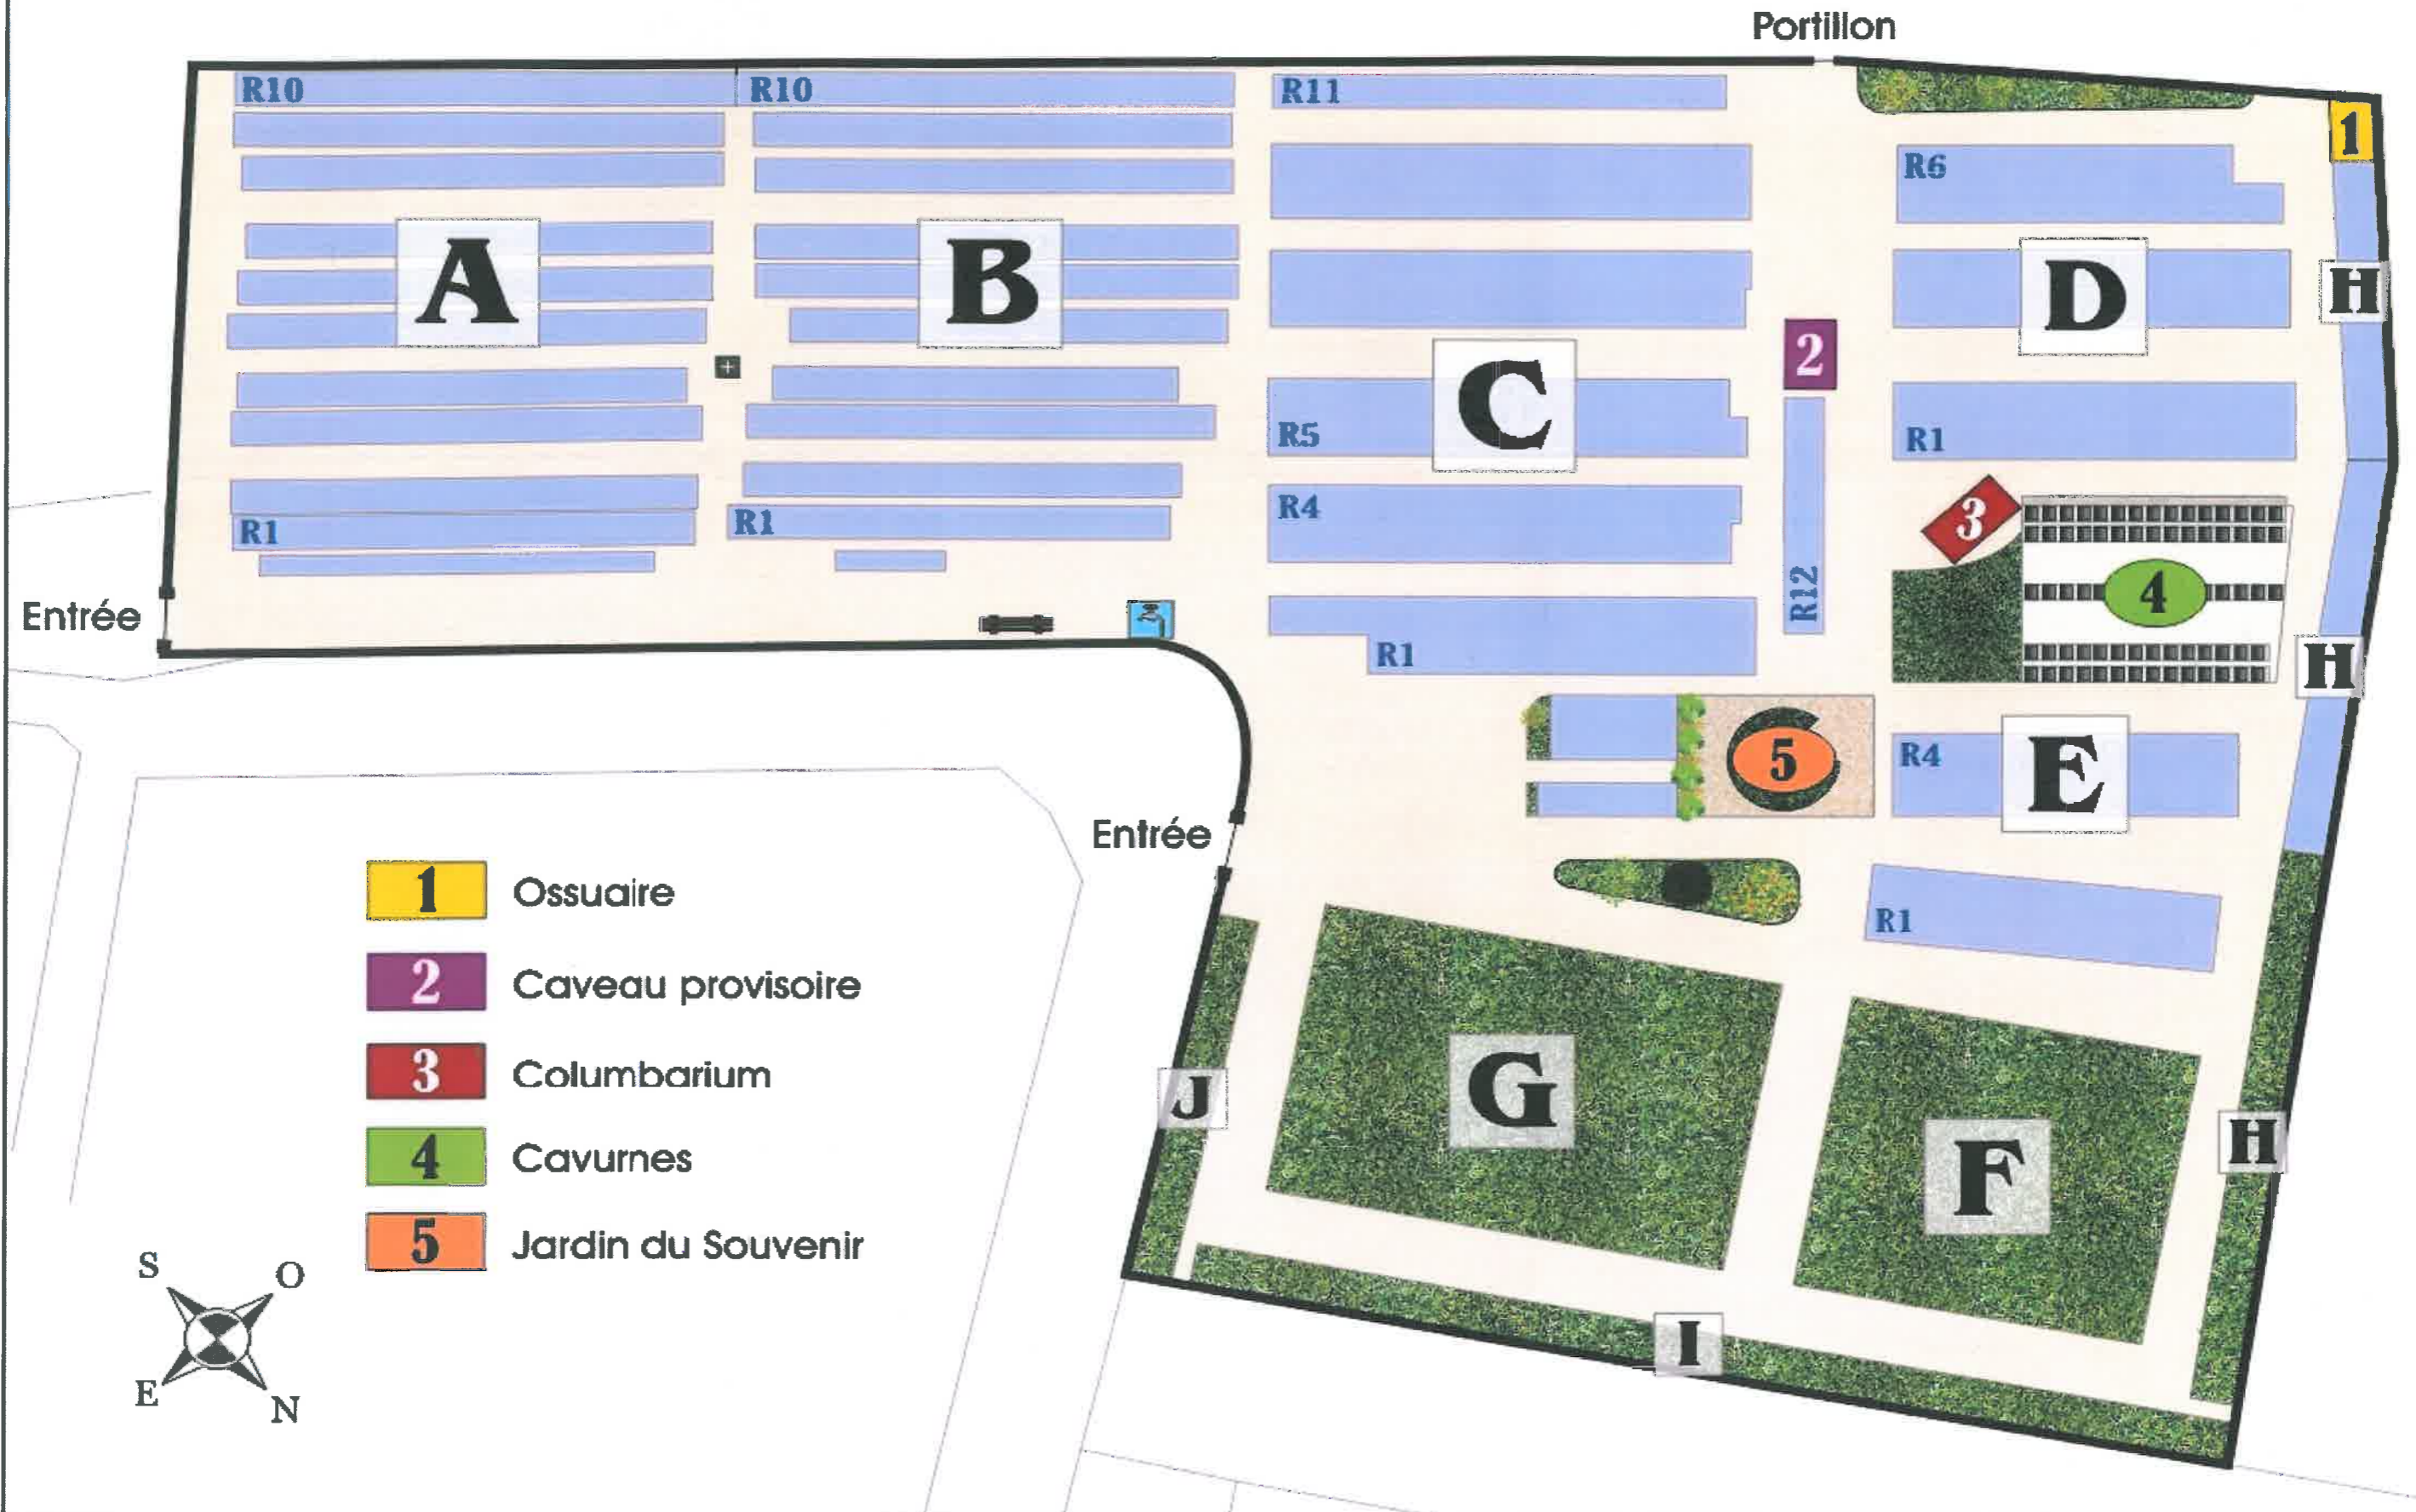 Portillon
R10
R10
R11
1
R6
A
B
D
H
2
C
R5
R1
R4
3
R1
R1
4
R12
Entrée
R1
H
5
R4
E
Entrée
1 Ossuaire
R1
2 Caveau provisoire
3 Columbarium
J
G
4 Cavurnes
F
H
5 Jardin du Souvenir
I
S
O
E
N